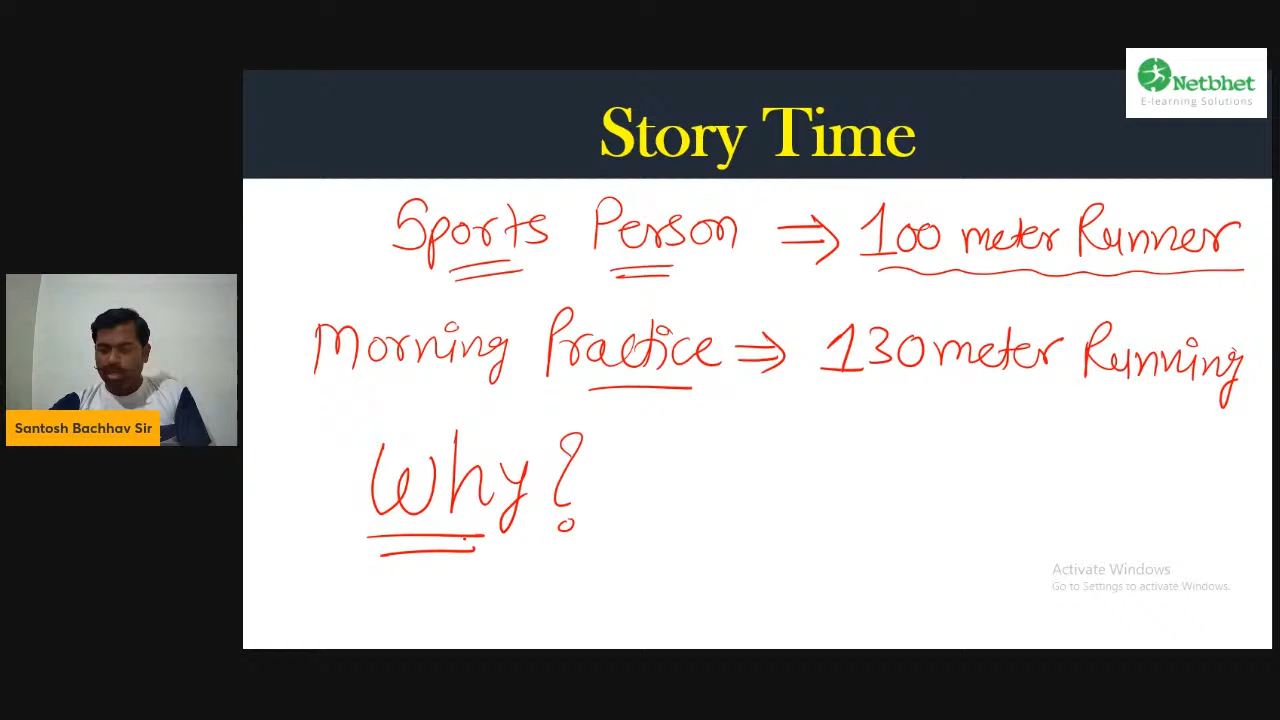 Netbhet
E-learning Solutions
Story Time
Sports Person ⇒ 100 meter Runner
Morning Practice ⇒ 130 meter Running
Why?
Santosh Bachhav Sir
Activate Windows
Go to Settings to activate Windows.